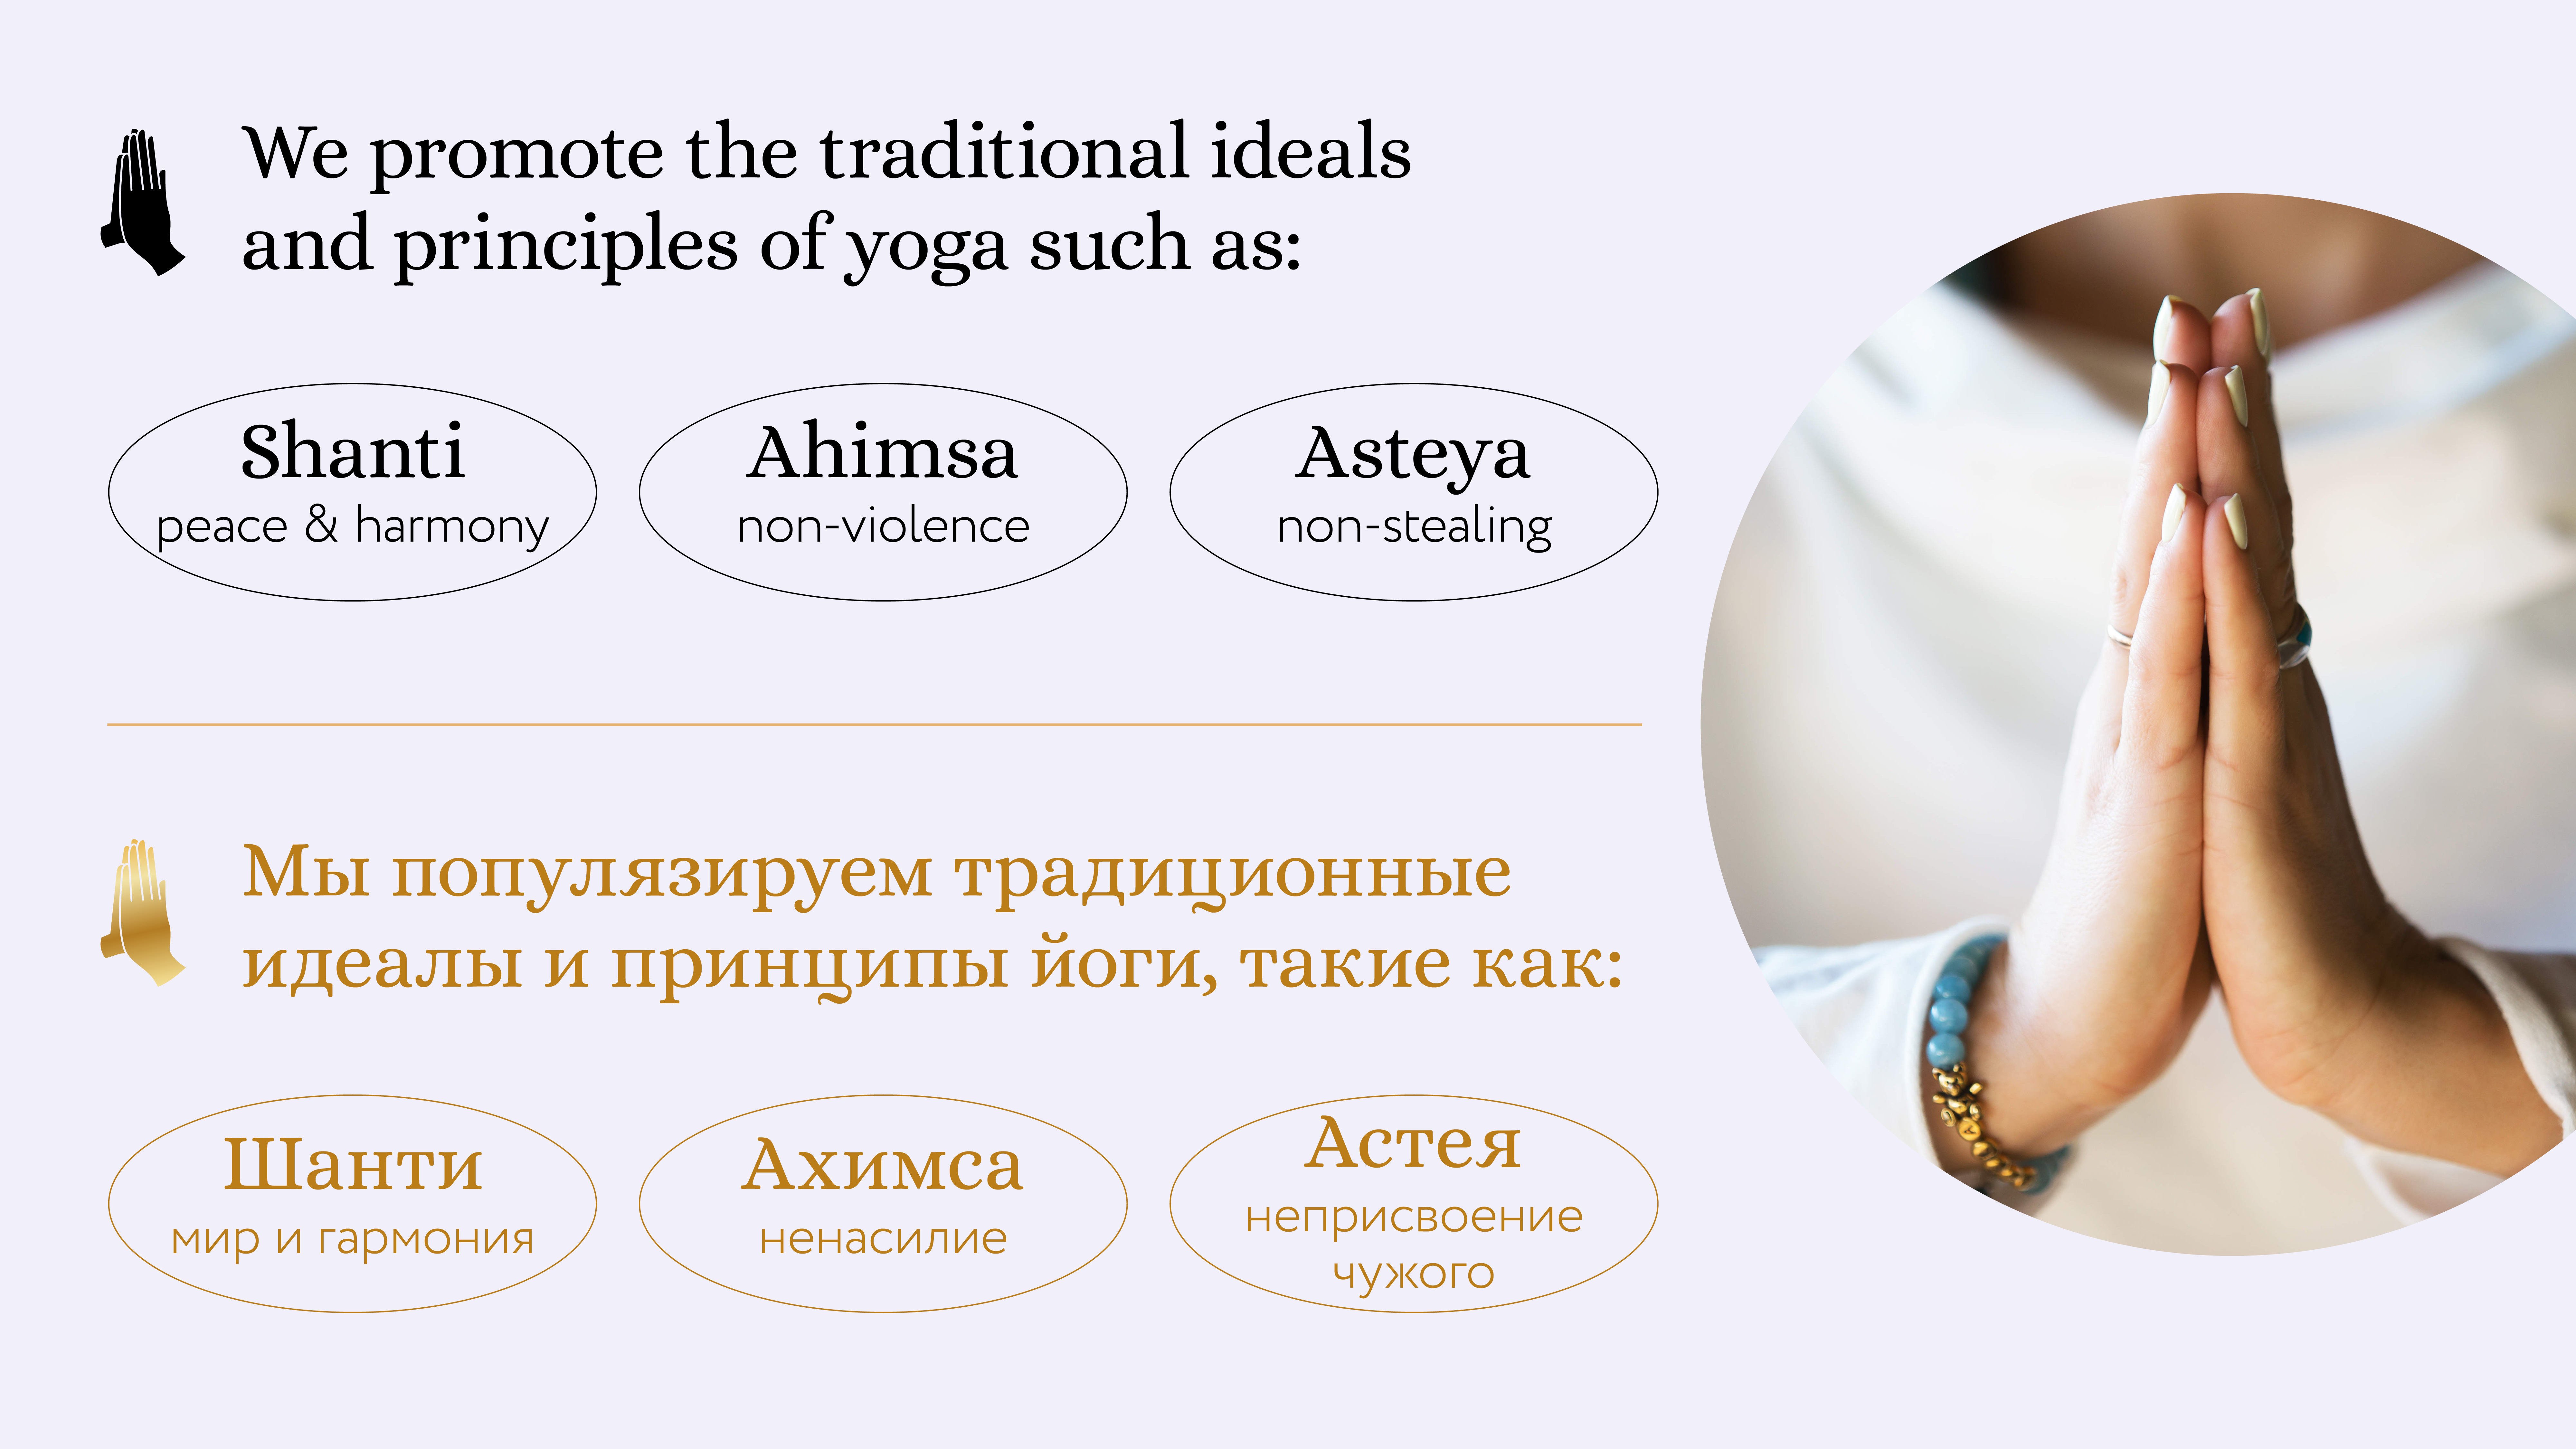 We promote the traditional ideals
and principles of yoga such as:
Shanti
peace & harmony
Ahimsa
non-violence
Asteya
non-stealing
Мы популязируем традиционные
идеалы и принципы йоги, такие как:
Шанти
мир и гармония
Ахимса
ненасилие
Астея
неприсвоение
чужого